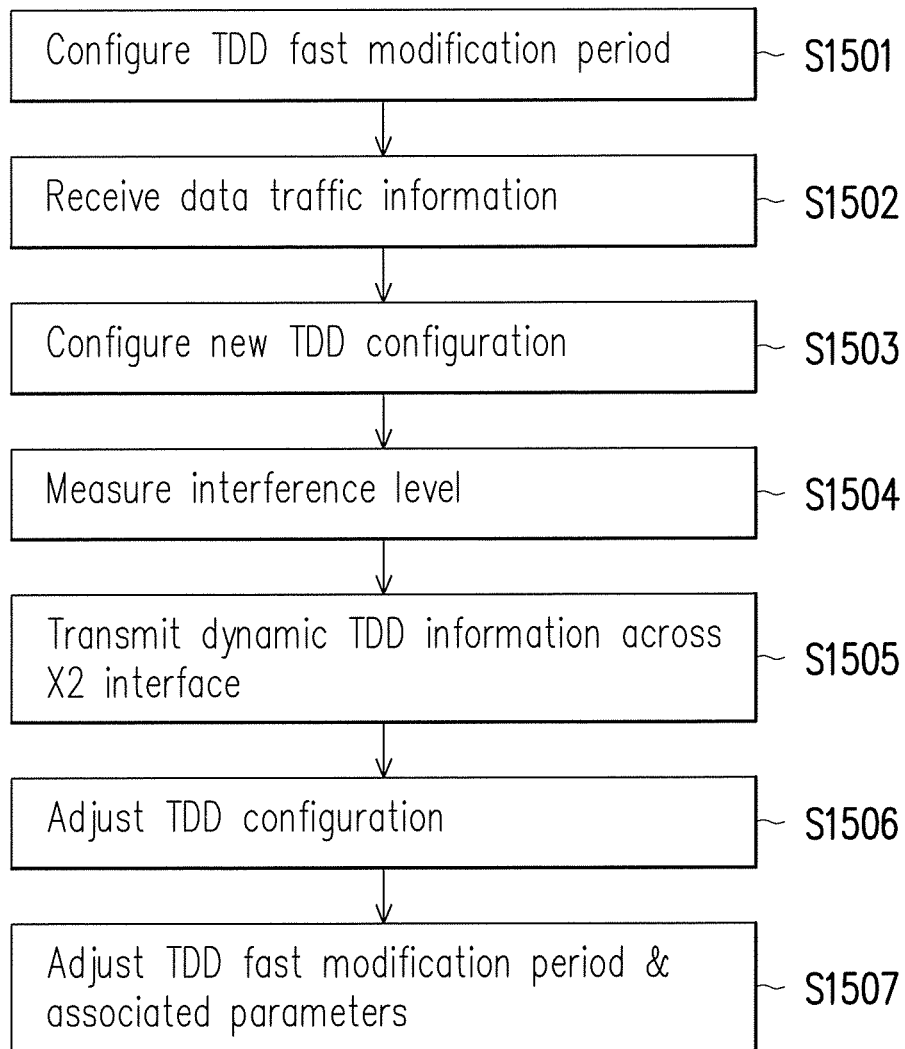 Configure TDD fast modification period
S1501
Receive data traffic information
S1502
Configure new TDD configuration
S1503
Measure interference level
S1504
Transmit dynamic TDD information across
X2 interface
S1505
Adjust TDD configuration
S1506
Adjust TDD fast modification period &
associated parameters
S1507